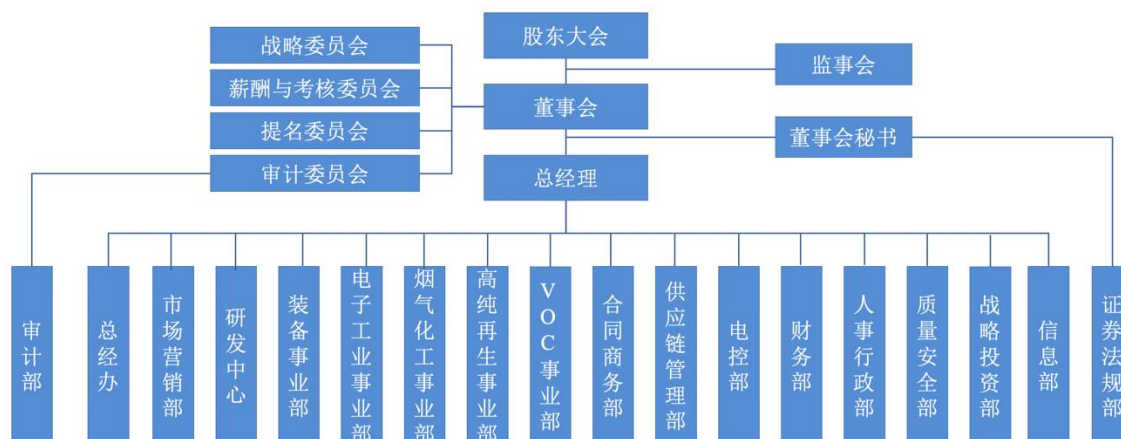 股东大会
战略委员会
监事会
薪酬与考核委员会
董事会
提名委员会
董事会秘书
审计委员会
总经理
审计部
总经办
市场营销部
研发中心
装备事业部
电子工业事业部
烟气化工事业部
高纯再生事业部
VOC事业部
合同商务部
供应链管理部
电控部
财务部
人事行政部
质量安全部
战略投资部
信息部
证券法规部